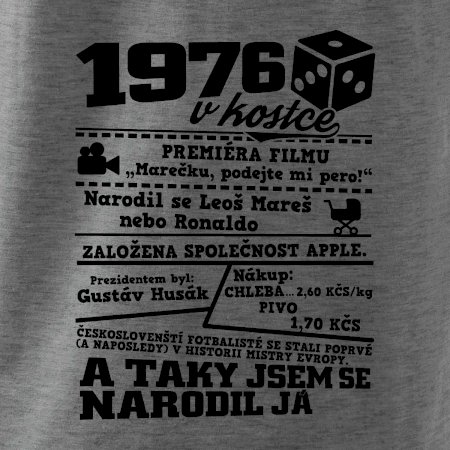 1976
v kostce
PREMIÉRA FILMU
„Marečku, podejte mi pero!“
Narodil se Leoš Mareš
nebo Ronaldo
ZALOŽENA SPOLEČNOST APPLE.
Prezidentem byl:
Gustáv Husák
Nákup:
CHLEBA...2,60 KČS/kg
PIVO
1,70 KČS
ČESKOSLOVENŠTÍ FOTBALISTÉ SE STALI POPRVÉ
(A NAPOSLEDY) V HISTORII MISTRY EVROPY.
A TAKY JSEM SE
NARODIL JÁ